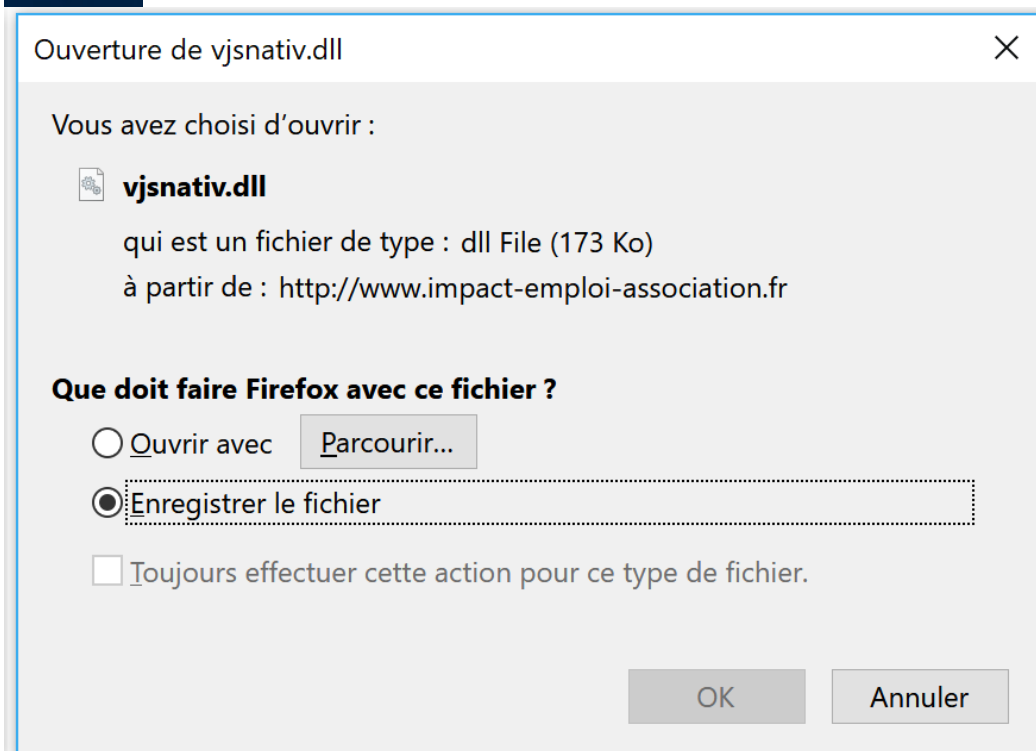 Ouverture de vjsnativ.dll
Vous avez choisi d’ouvrir :
vjsnativ.dll
qui est un fichier de type : dll File (173 Ko)
à partir de : http://www.impact-emploi-association.fr
Que doit faire Firefox avec ce fichier ?
Ouvrir avec Parcourir...
Enregistrer le fichier
Toujours effectuer cette action pour ce type de fichier.
OK Annuler